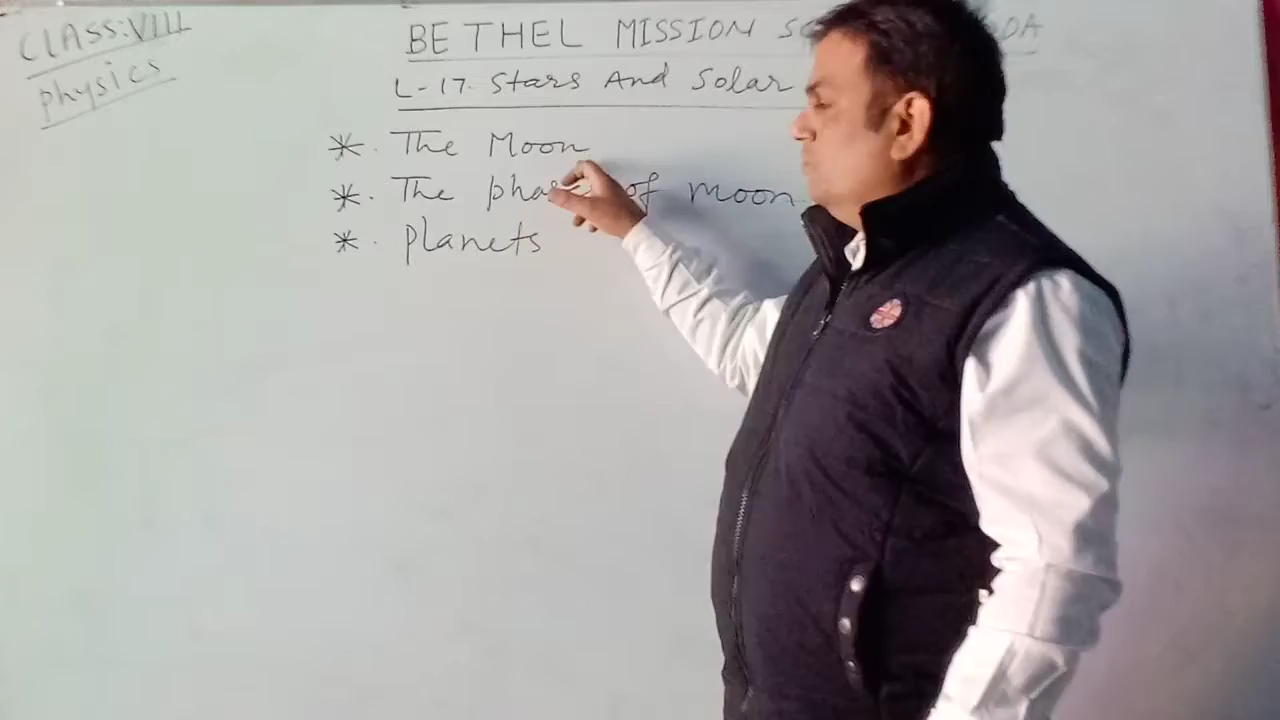 CLASS:VIII
Physics
BETHEL MISSION
L-17. Stars And Solar
*. The Moon
*. The of moon
*. Planets